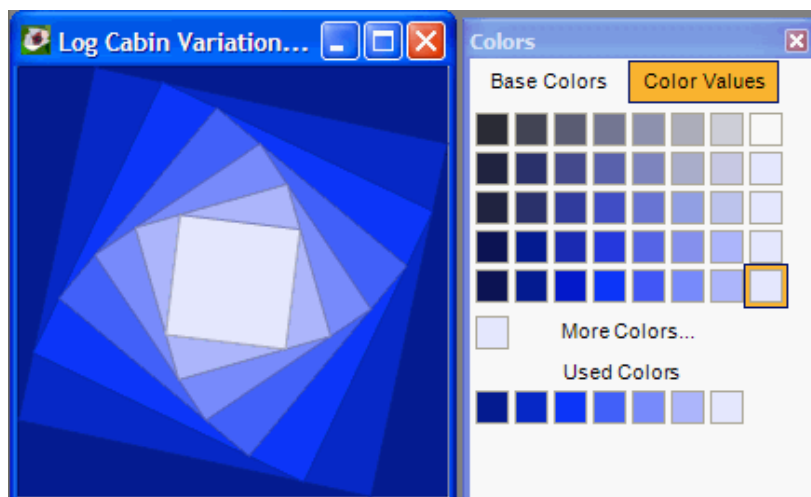 Log Cabin Variation...
Colors
Base Colors
Color Values
More Colors...
Used Colors